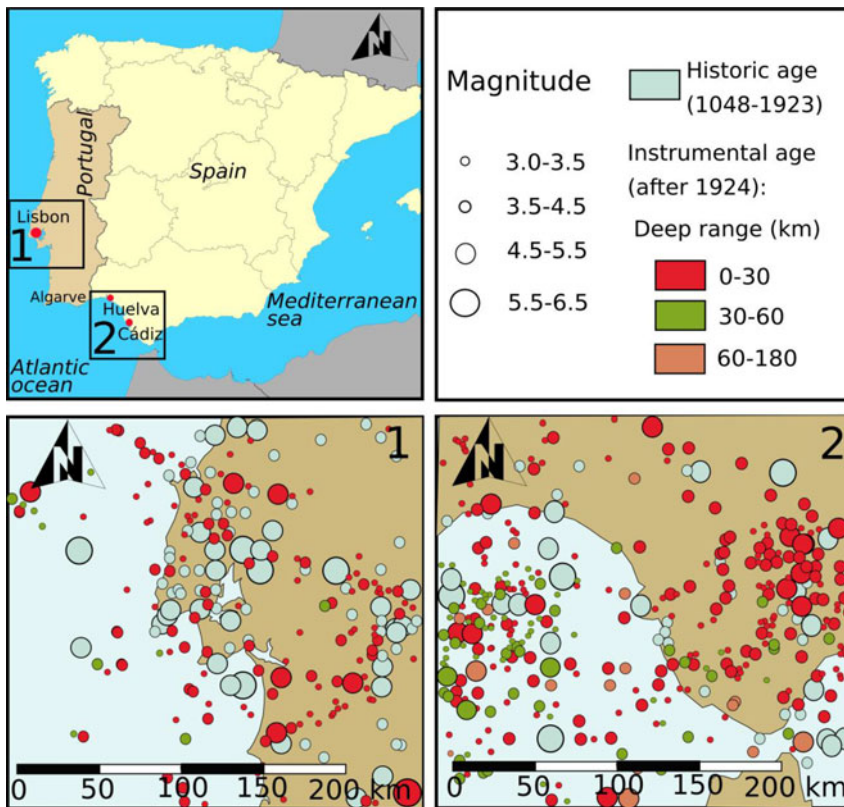 N
Portugal
Spain
Lisbon
1
Algarve
Huelva
2 Cádiz
Mediterranean
sea
Atlantic
ocean
Magnitude
3.0-3.5
3.5-4.5
4.5-5.5
5.5-6.5
Historic age
(1048-1923)
Instrumental age
(after 1924):
Deep range (km)
0-30
30-60
60-180
N
1
0 50 100 150 200 km
N
2
0 50 100 150 200 km